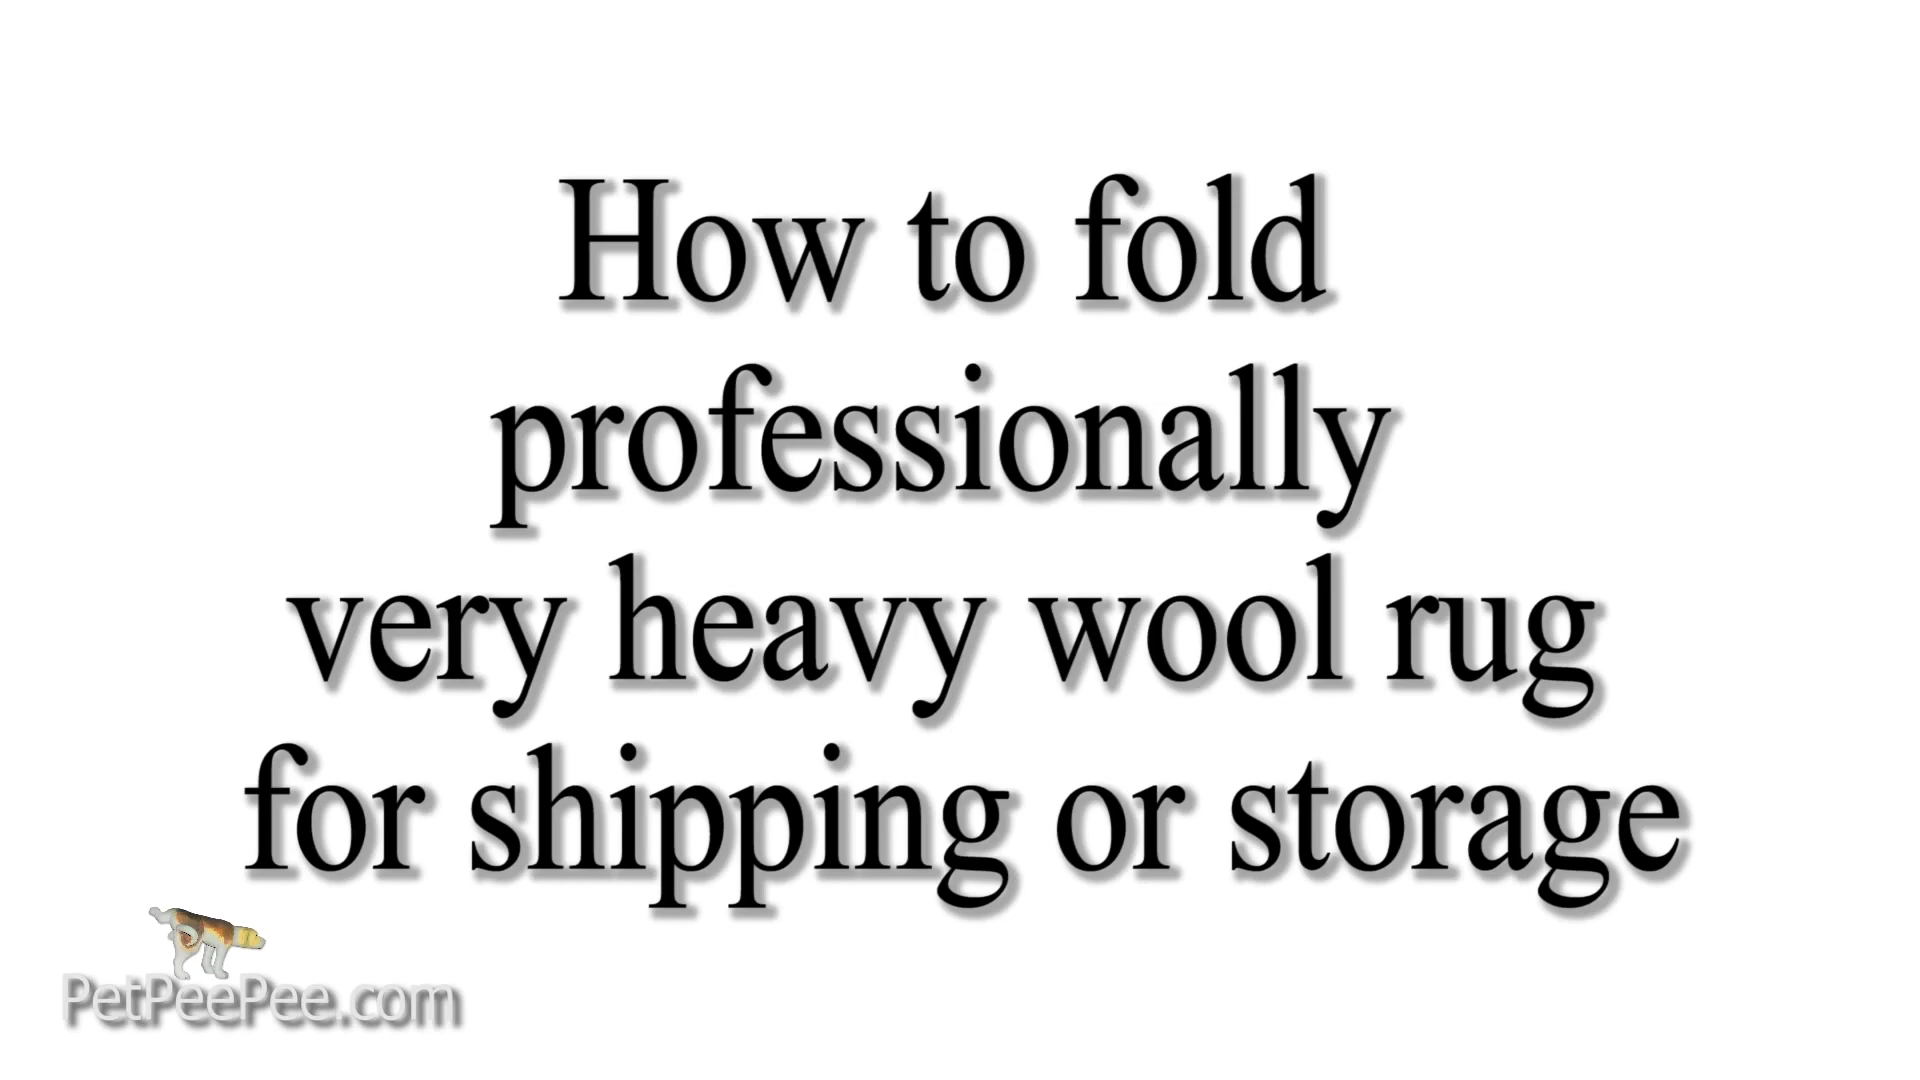 How to fold
professionally
very heavy wool rug
for shipping or storage
PetPeePee.com